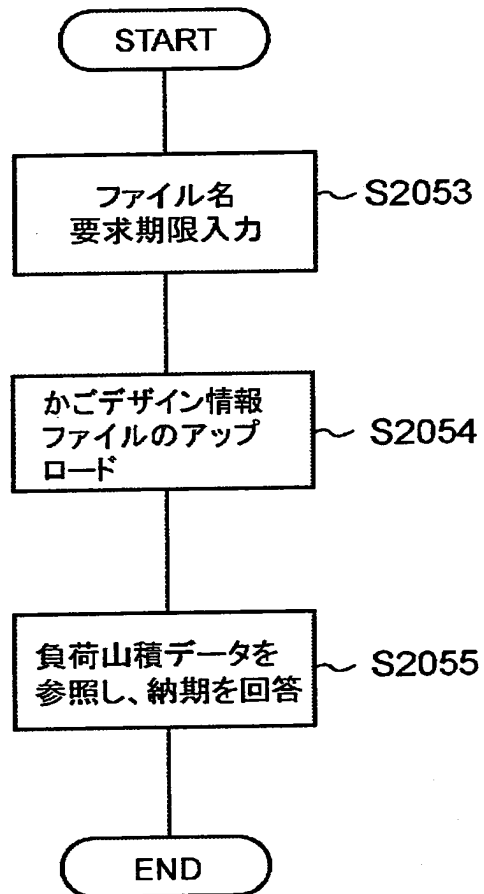 START
ファイル名
要求期限入力
S2053
かごデザイン情報
ファイルのアップ
ロード
S2054
負荷山積データを
参照し、納期を回答
S2055
END